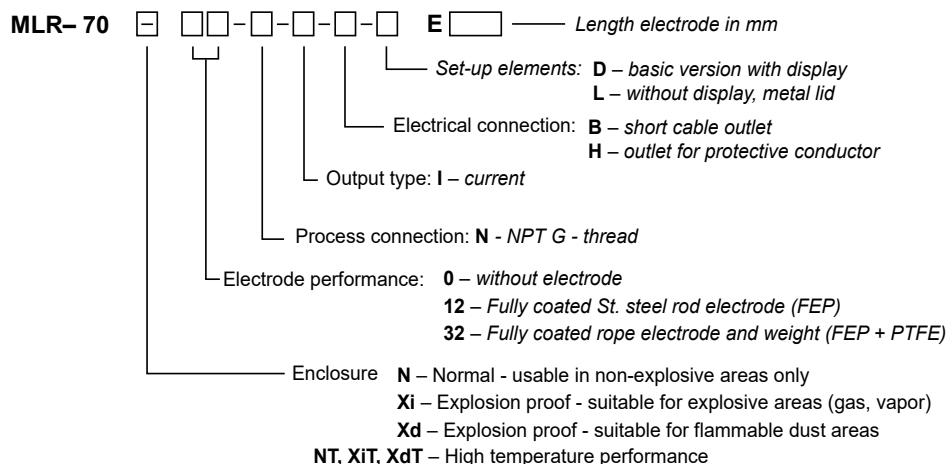 MLR– 70 – – – – – E Length electrode in mm
Set-up elements: D – basic version with display
L – without display, metal lid
Electrical connection: B – short cable outlet
H – outlet for protective conductor
Output type: I – current
Process connection: N - NPT G - thread
Electrode performance: 0 – without electrode
12 – Fully coated St. steel rod electrode (FEP)
32 – Fully coated rope electrode and weight (FEP + PTFE)
Enclosure N – Normal - usable in non-explosive areas only
Xi – Explosion proof - suitable for explosive areas (gas, vapor)
Xd – Explosion proof - suitable for flammable dust areas
NT, XiT, XdT – High temperature performance